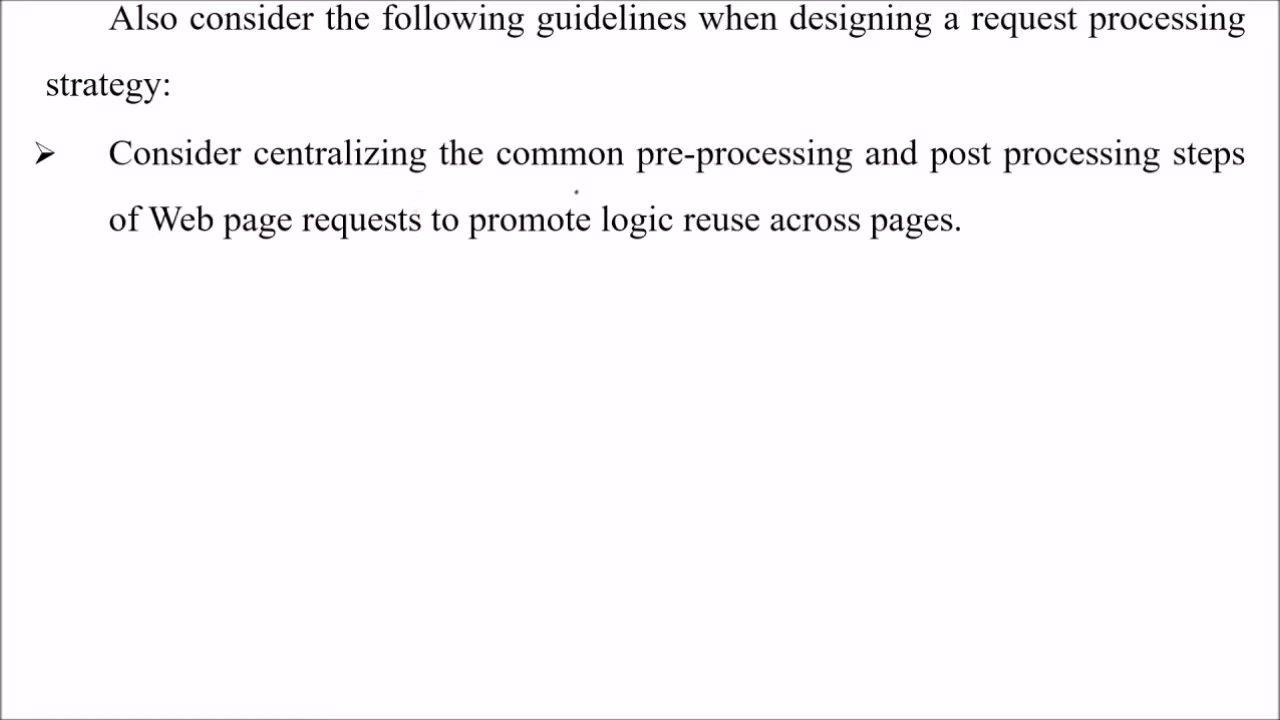 Also consider the following guidelines when designing a request processing
strategy:
➢ Consider centralizing the common pre-processing and post processing steps
of Web page requests to promote logic reuse across pages.